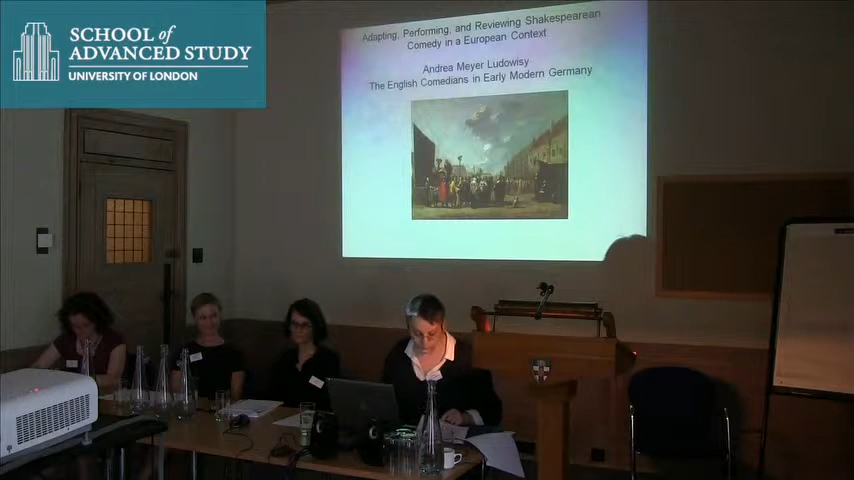 SCHOOL of
ADVANCED STUDY
UNIVERSITY OF LONDON
Adapting, Performing, and Reviewing Shakespearean
Comedy in a European Context
Andrea Meyer Ludowisy
The English Comedians in Early Modern Germany